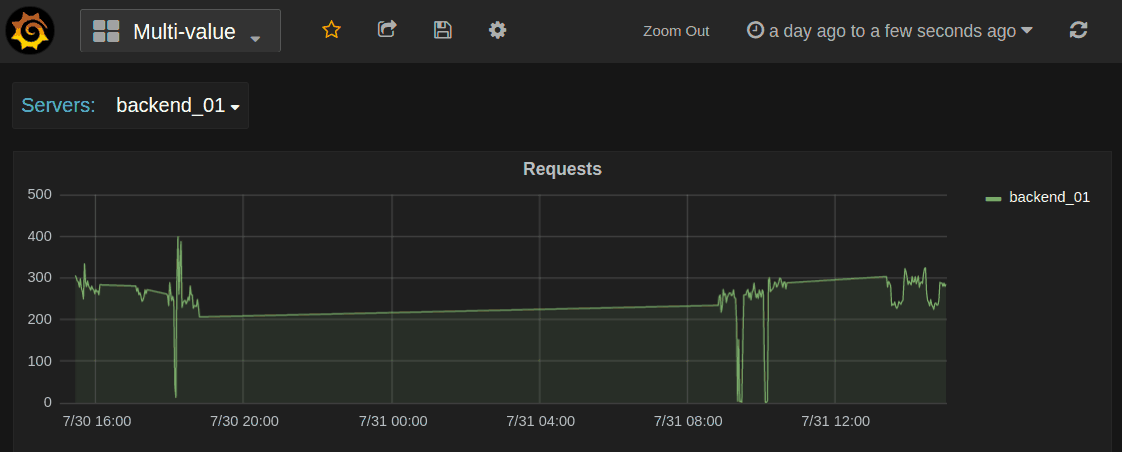 Multi-value
Zoom Out
a day ago to a few seconds ago
Servers:
backend_01
Requests
500
400
300
200
100
0
7/30 16:00
7/30 20:00
7/31 00:00
7/31 04:00
7/31 08:00
7/31 12:00
backend_01